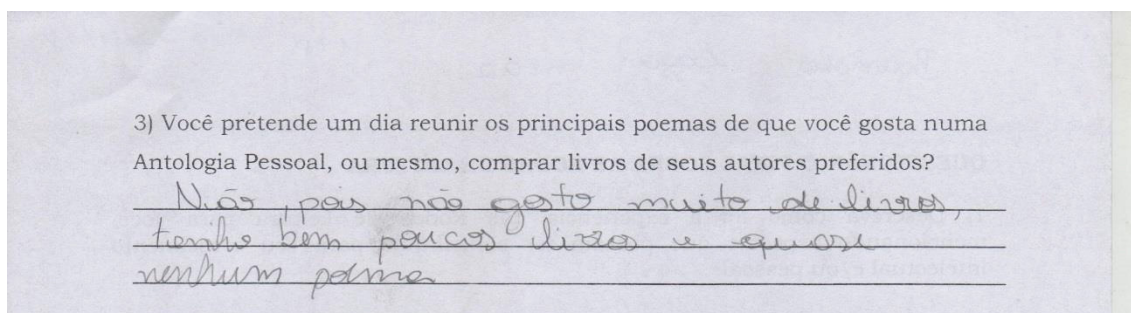 3) Você pretende um dia reunir os principais poemas de que você gosta numa
Antologia Pessoal, ou mesmo, comprar livros de seus autores preferidos?
Não, pois não gosto muito de livros,
tenho bem poucos livros e quase
nenhum poema